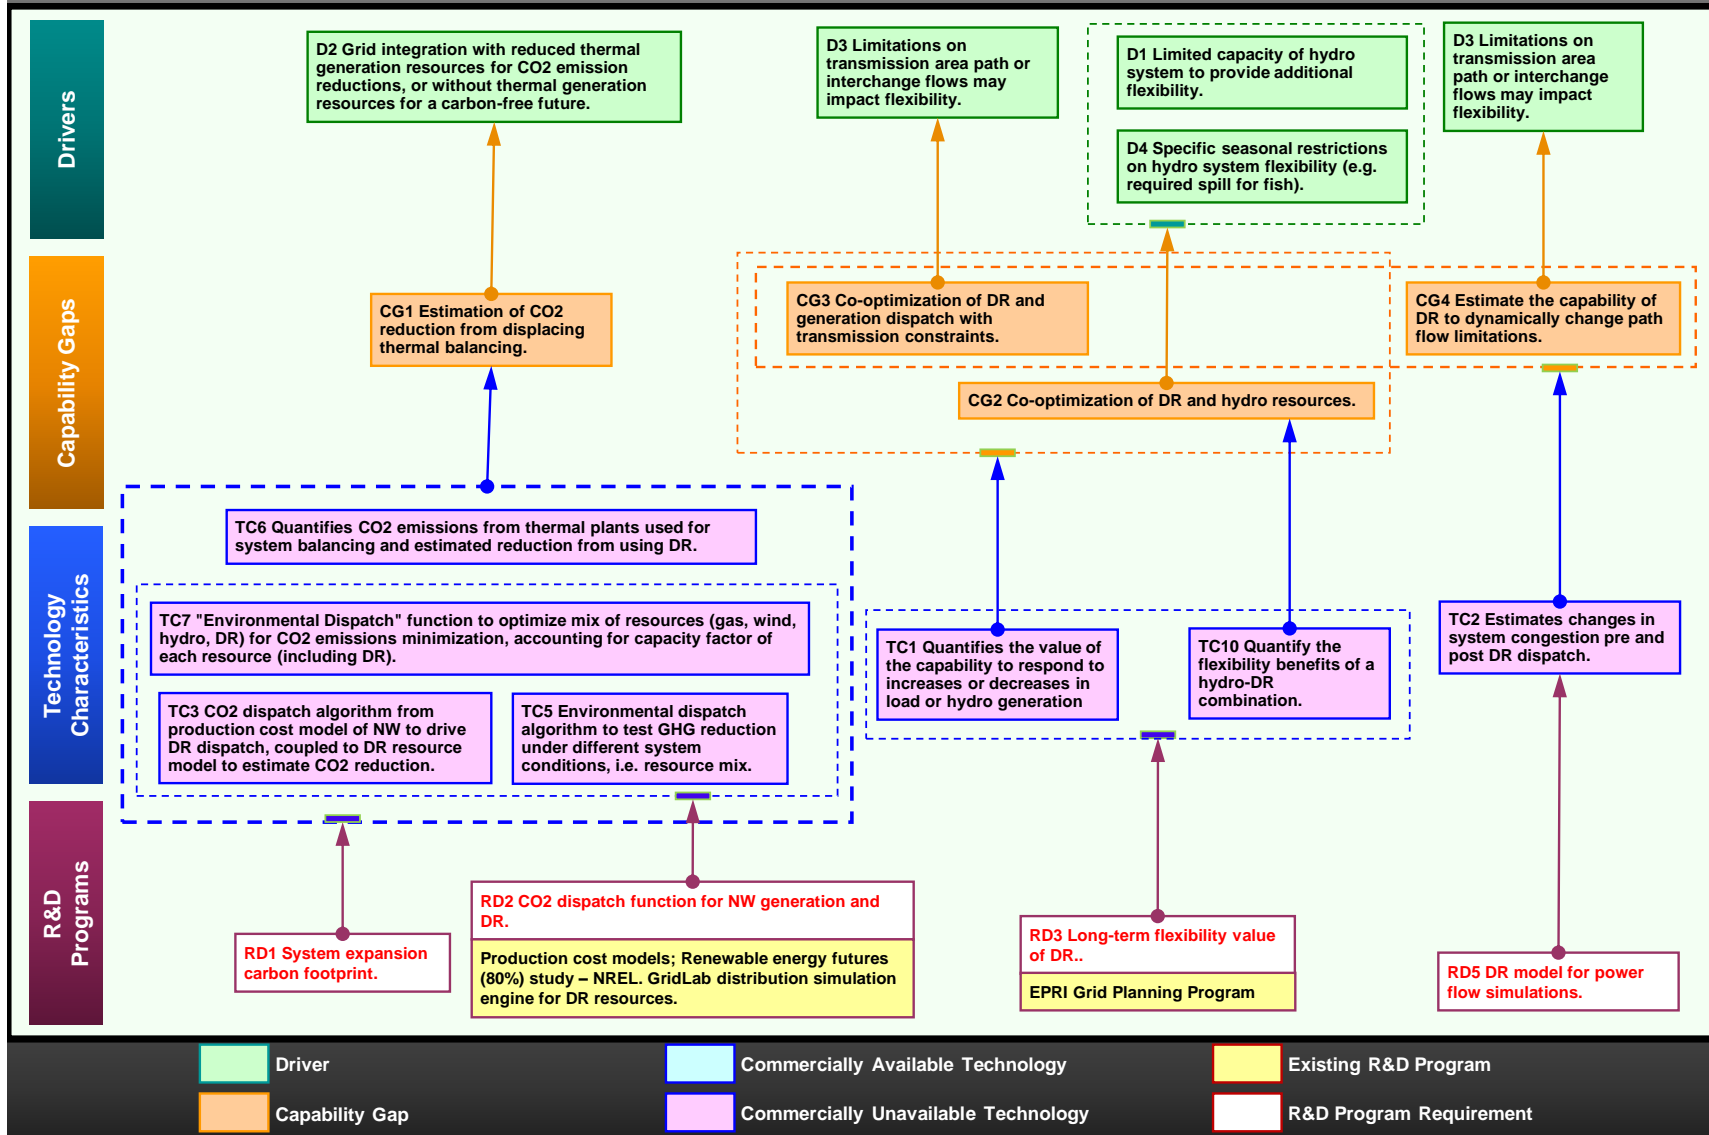 Drivers
D2 Grid integration with reduced thermal
generation resources for CO2 emission
reductions, or without thermal generation
resources for a carbon-free future.
D3 Limitations on
transmission area path or
interchange flows may
impact flexibility.
D1 Limited capacity of hydro
system to provide additional
flexibility.
D4 Specific seasonal restrictions
on hydro system flexibility (e.g.
required spill for fish).
D3 Limitations on
transmission area
path or interchange
flows may impact
flexibility.
Capability Gaps
CG1 Estimation of CO2
reduction from displacing
thermal balancing.
CG3 Co-optimization of DR and
generation dispatch with
transmission constraints.
CG4 Estimate the capability of
DR to dynamically change path
flow limitations.
CG2 Co-optimization of DR and hydro resources.
Technology
Characteristics
TC6 Quantifies CO2 emissions from thermal plants used for
system balancing and estimated reduction from using DR.
TC7 "Environmental Dispatch" function to optimize mix of resources (gas, wind,
hydro, DR) for CO2 emissions minimization, accounting for capacity factor of
each resource (including DR).
TC3 CO2 dispatch algorithm from
production cost model of NW to drive
DR dispatch, coupled to DR resource
model to estimate CO2 reduction.
TC5 Environmental dispatch
algorithm to test GHG reduction
under different system
conditions, i.e. resource mix.
TC1 Quantifies the value of
the capability to respond to
increases or decreases in
load or hydro generation
TC10 Quantify the
flexibility benefits of a
hydro-DR
combination.
TC2 Estimates changes in
system congestion pre and
post DR dispatch.
R&D
Programs
RD1 System expansion
carbon footprint.
RD2 CO2 dispatch function for NW generation and
DR.
Production cost models; Renewable energy futures
(80%) study – NREL. GridLab distribution simulation
engine for DR resources.
RD3 Long-term flexibility value
of DR..
EPRI Grid Planning Program
RD5 DR model for power
flow simulations.
Driver
Commercially Available Technology
Existing R&D Program
Capability Gap
Commercially Unavailable Technology
R&D Program Requirement